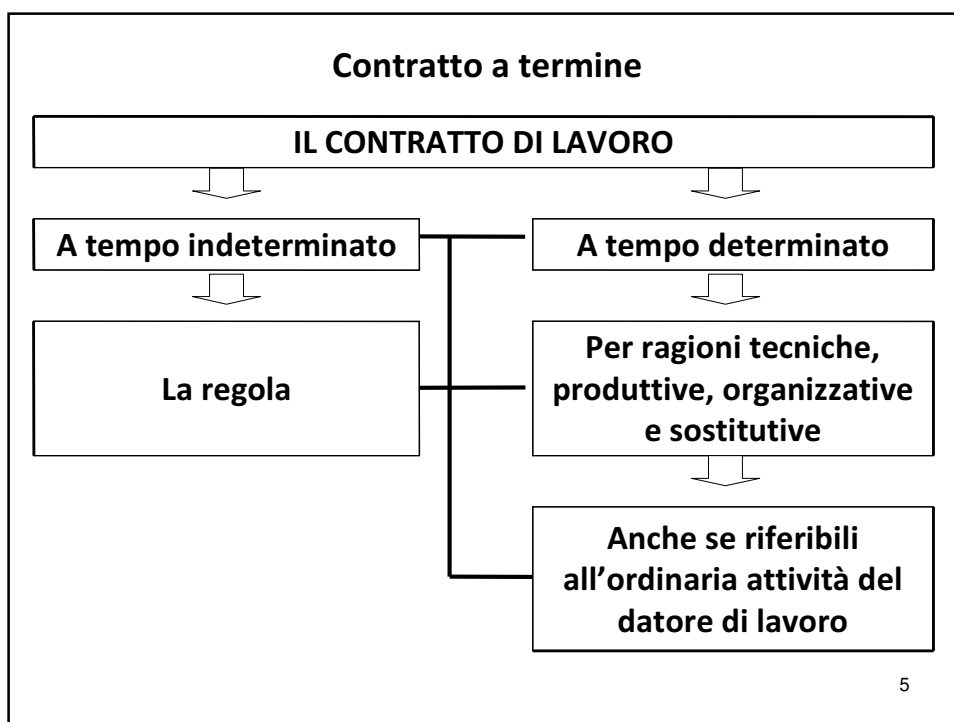 Contratto a termine
IL CONTRATTO DI LAVORO
A tempo indeterminato
A tempo determinato
La regola
Per ragioni tecniche,
produttive, organizzative
e sostitutive
Anche se riferibili
all’ordinaria attività del
datore di lavoro
5